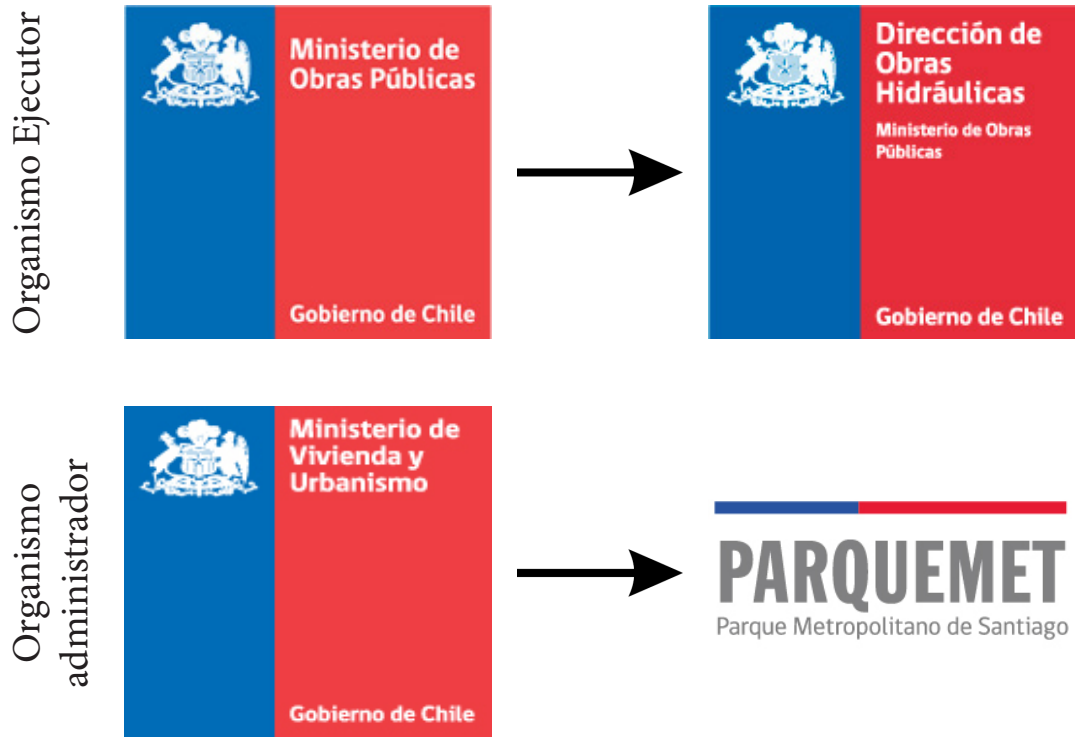 Organismo Ejecutor
Ministerio de
Obras Públicas
Gobierno de Chile
Dirección de
Obras
Hidráulicas
Ministerio de Obras
Públicas
Gobierno de Chile
Organismo
administrador
Ministerio de
Vivienda y
Urbanismo
Gobierno de Chile
PARQUEMET
Parque Metropolitano de Santiago